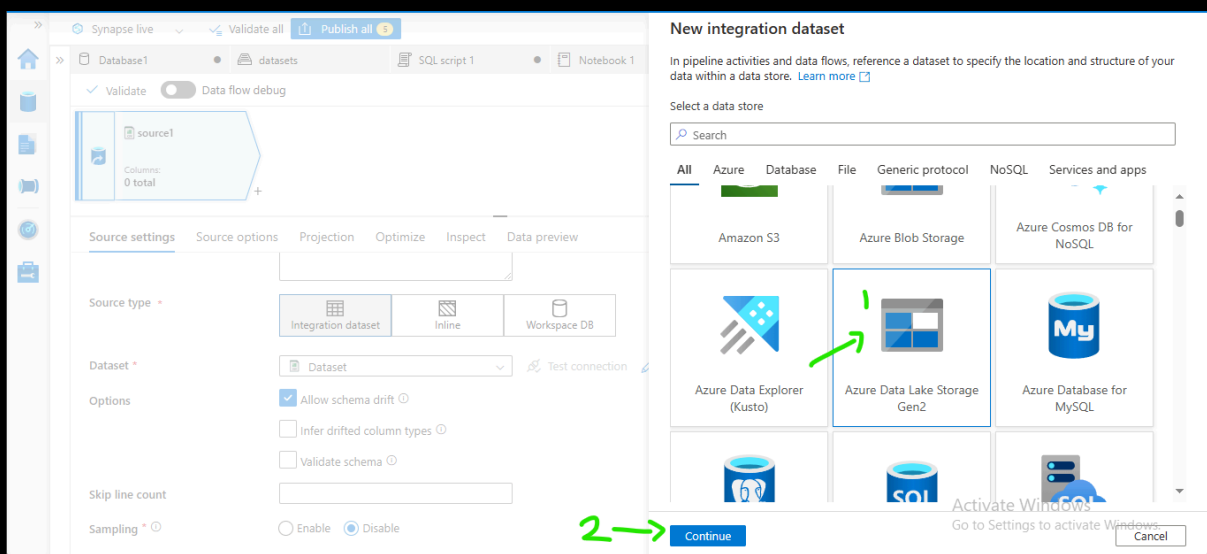 Synapse live
Validate all
Publish all 5
Database1
datasets
SQL script 1
Notebook 1
Validate
Data flow debug
source1
Columns:
0 total
+
Source settings
Source options
Projection
Optimize
Inspect
Data preview
Source type *
Integration dataset
Inline
Workspace DB
Dataset *
Dataset
Test connection
Options
Allow schema drift
Infer drifted column types
Validate schema
Skip line count
Sampling *
Enable
Disable
New integration dataset
In pipeline activities and data flows, reference a dataset to specify the location and structure of your
data within a data store. Learn more
Select a data store
Search
All
Azure
Database
File
Generic protocol
NoSQL
Services and apps
Amazon S3
Azure Blob Storage
Azure Cosmos DB for
NoSQL
1
My
Azure Data Explorer
(Kusto)
Azure Data Lake Storage
Gen2
Azure Database for
MySQL
SQL
SQL
Activate Windows
Go to Settings to activate Windows.
2
Continue
Cancel